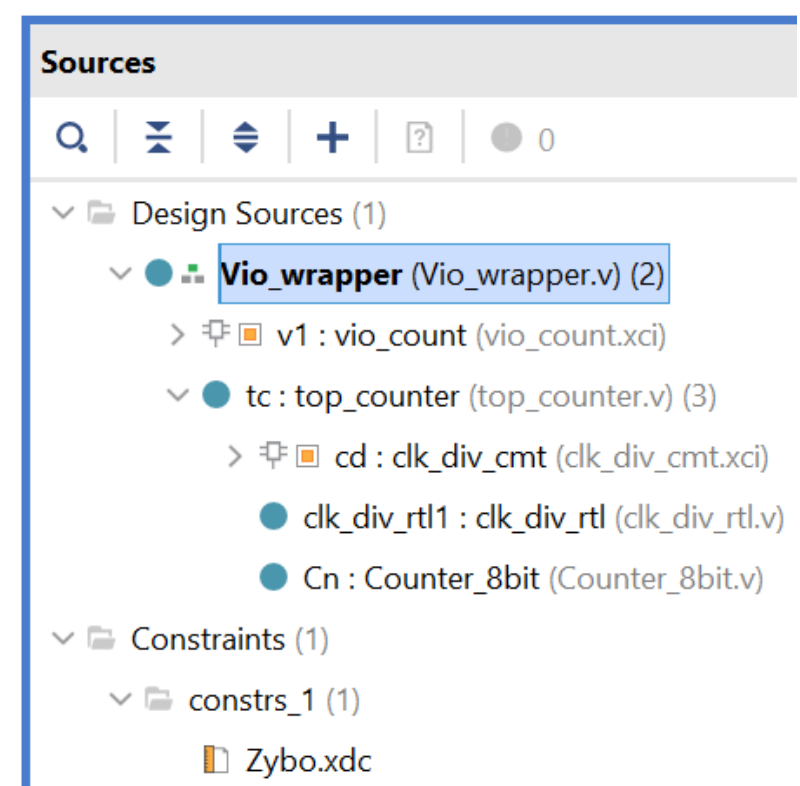 Sources
0
Design Sources (1)
Vio_wrapper (Vio_wrapper.v) (2)
v1 : vio_count (vio_count.xci)
tc : top_counter (top_counter.v) (3)
cd : clk_div_cmt (clk_div_cmt.xci)
clk_div_rtl1 : clk_div_rtl (clk_div_rtl.v)
Cn : Counter_8bit (Counter_8bit.v)
Constraints (1)
constrs_1 (1)
Zybo.xdc